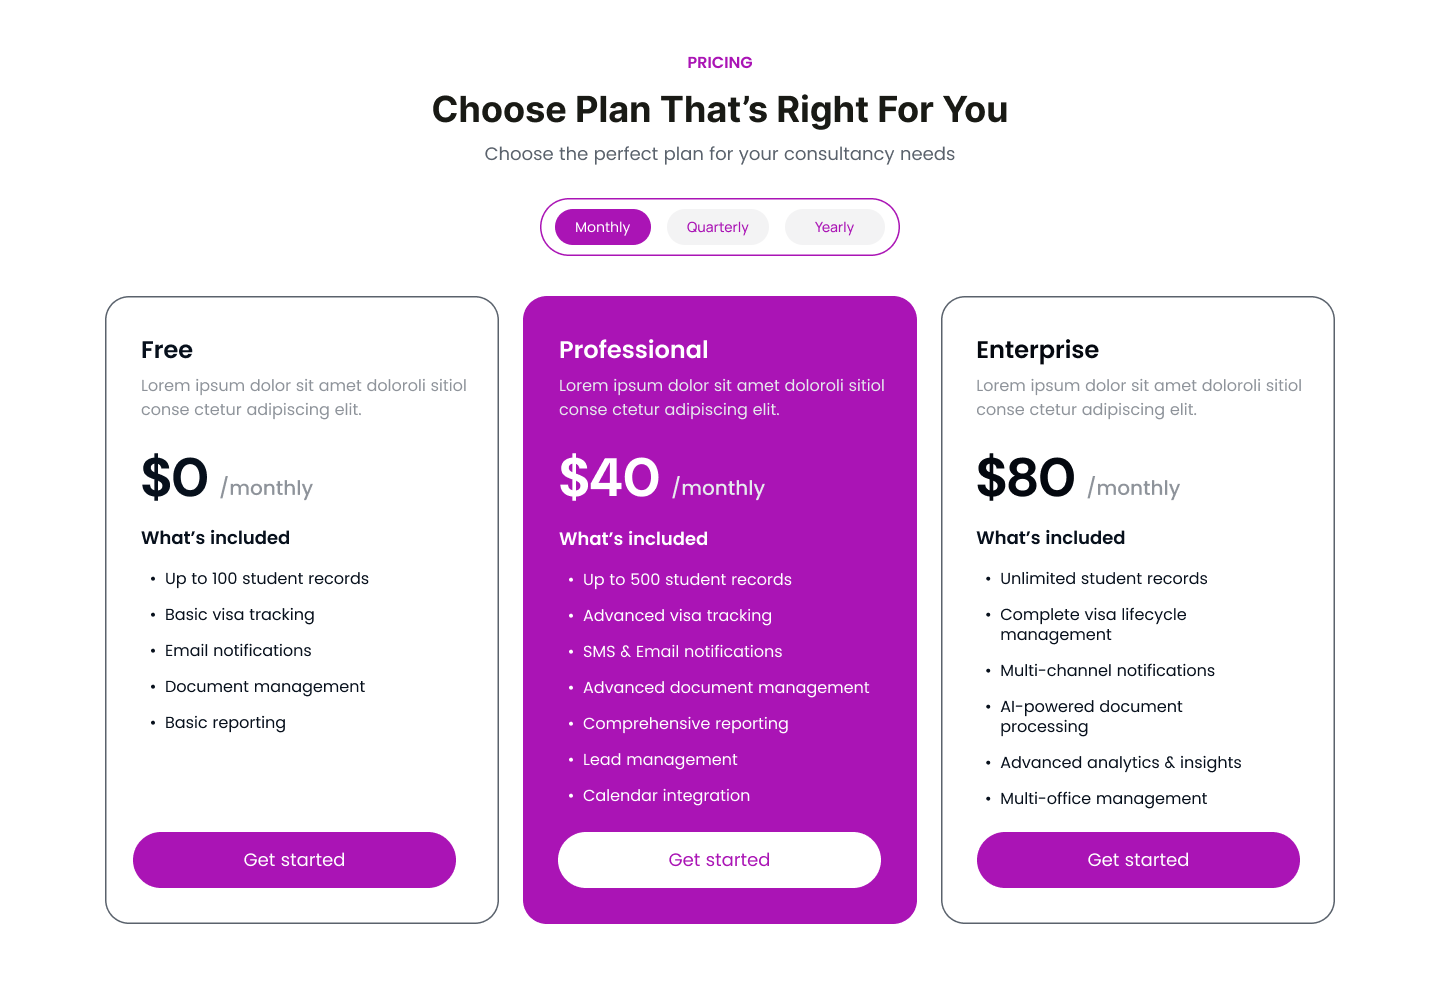 PRICING
Choose Plan That’s Right For You
Choose the perfect plan for your consultancy needs
Monthly
Quarterly
Yearly
Free
Lorem ipsum dolor sit amet doloroli sitiol
conse ctetur adipiscing elit.
$0 /monthly
What’s included
• Up to 100 student records
• Basic visa tracking
• Email notifications
• Document management
• Basic reporting
Get started
Professional
Lorem ipsum dolor sit amet doloroli sitiol
conse ctetur adipiscing elit.
$40 /monthly
What’s included
• Up to 500 student records
• Advanced visa tracking
• SMS & Email notifications
• Advanced document management
• Comprehensive reporting
• Lead management
• Calendar integration
Get started
Enterprise
Lorem ipsum dolor sit amet doloroli sitiol
conse ctetur adipiscing elit.
$80 /monthly
What’s included
• Unlimited student records
• Complete visa lifecycle
management
• Multi-channel notifications
• AI-powered document
processing
• Advanced analytics & insights
• Multi-office management
Get started